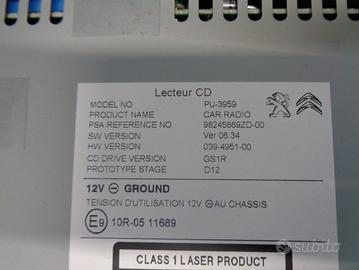 Lecteur CD
MODEL NO. PU-3959
PRODUCT NAME CAR RADIO
PSA REFERENCE NO. 98245869ZD-00
SW VERSION Ver 06.34
HW VERSION 039-4951-00
CD DRIVE VERSION GS1R
PROTOTYPE STAGE D12
12V ⊖ GROUND
TENSION D'UTILISATION 12V ⊖ AU CHASSIS
E9 10R-05 11689
CLASS 1 LASER PRODUCT
subito